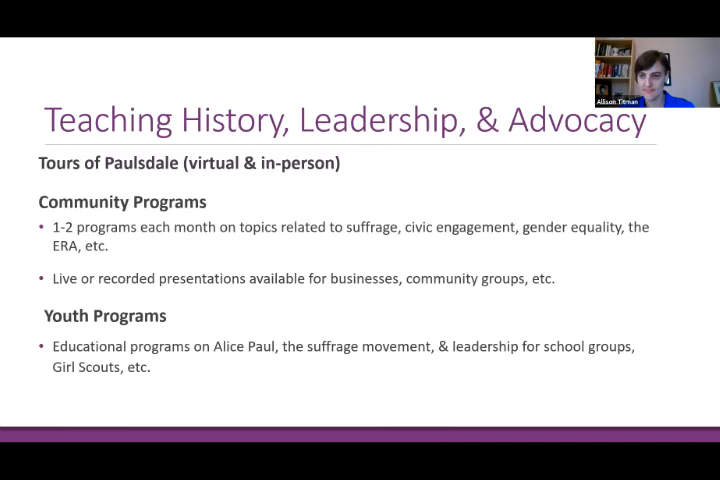 Allison Titman
Teaching History, Leadership, & Advocacy
Tours of Paulsdale (virtual & in-person)
Community Programs
• 1-2 programs each month on topics related to suffrage, civic engagement, gender equality, the
ERA, etc.
• Live or recorded presentations available for businesses, community groups, etc.
Youth Programs
• Educational programs on Alice Paul, the suffrage movement, & leadership for school groups,
Girl Scouts, etc.